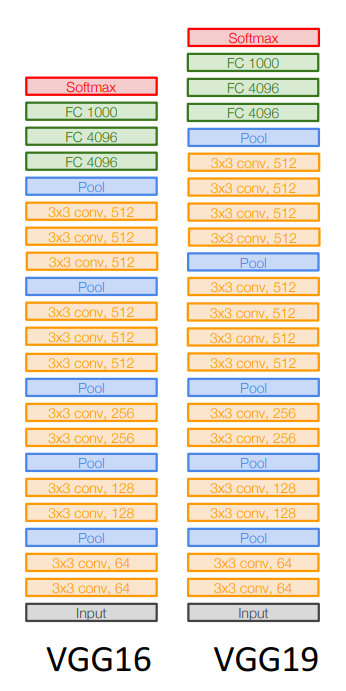 Softmax
FC 1000
FC 4096
FC 4096
Pool
3x3 conv, 512
3x3 conv, 512
3x3 conv, 512
Pool
3x3 conv, 512
3x3 conv, 512
3x3 conv, 512
Pool
3x3 conv, 256
3x3 conv, 256
Pool
3x3 conv, 128
3x3 conv, 128
Pool
3x3 conv, 64
3x3 conv, 64
Input
VGG16
Softmax
FC 1000
FC 4096
FC 4096
Pool
3x3 conv, 512
3x3 conv, 512
3x3 conv, 512
3x3 conv, 512
Pool
3x3 conv, 512
3x3 conv, 512
3x3 conv, 512
3x3 conv, 512
Pool
3x3 conv, 256
3x3 conv, 256
Pool
3x3 conv, 128
3x3 conv, 128
Pool
3x3 conv, 64
3x3 conv, 64
Input
VGG19